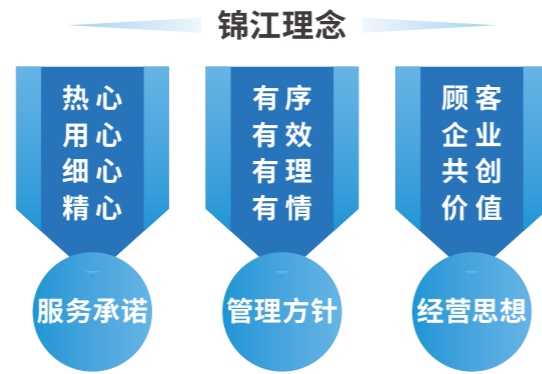 锦江理念
热心
用心
细心
精心
服务承诺
有序
有效
有理
有情
管理方针
顾客
企业
共创
价值
经营思想